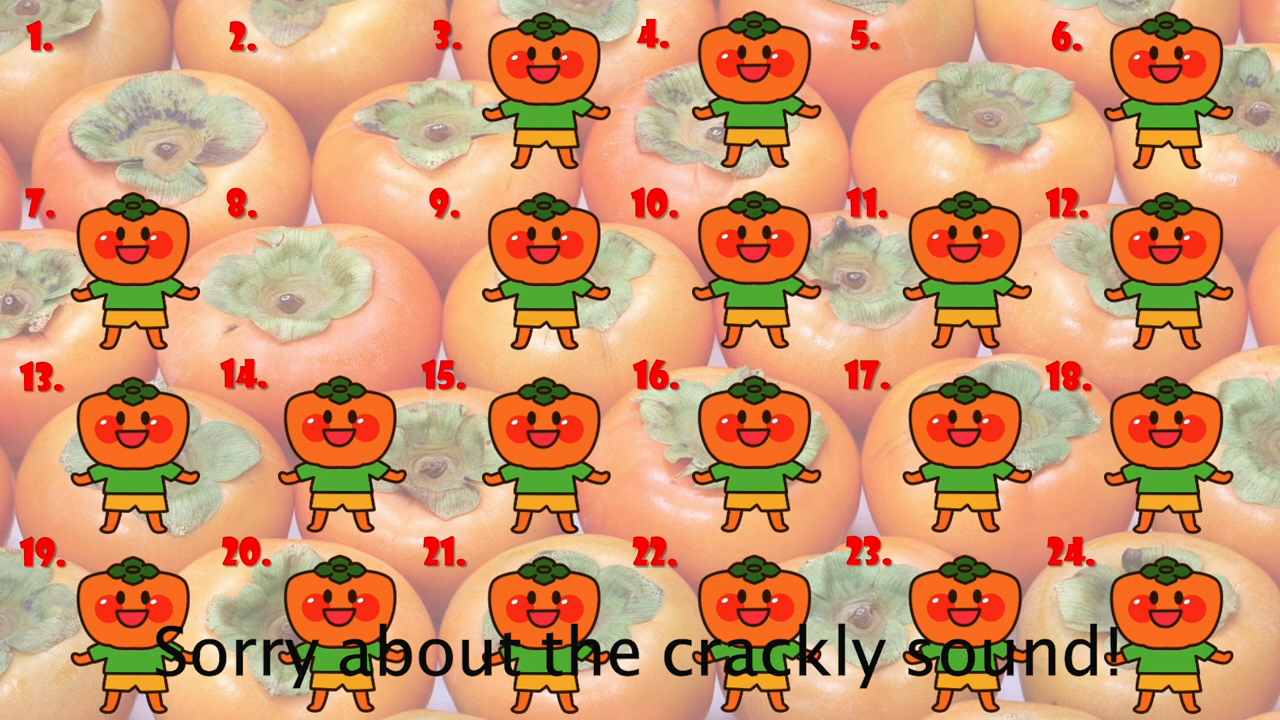 1. 2. 3. 4. 5. 6.
7. 8. 9. 10. 11. 12.
13. 14. 15. 16. 17. 18.
19. 20. 21. 22. 23. 24.
Sorry about the crackly sound!